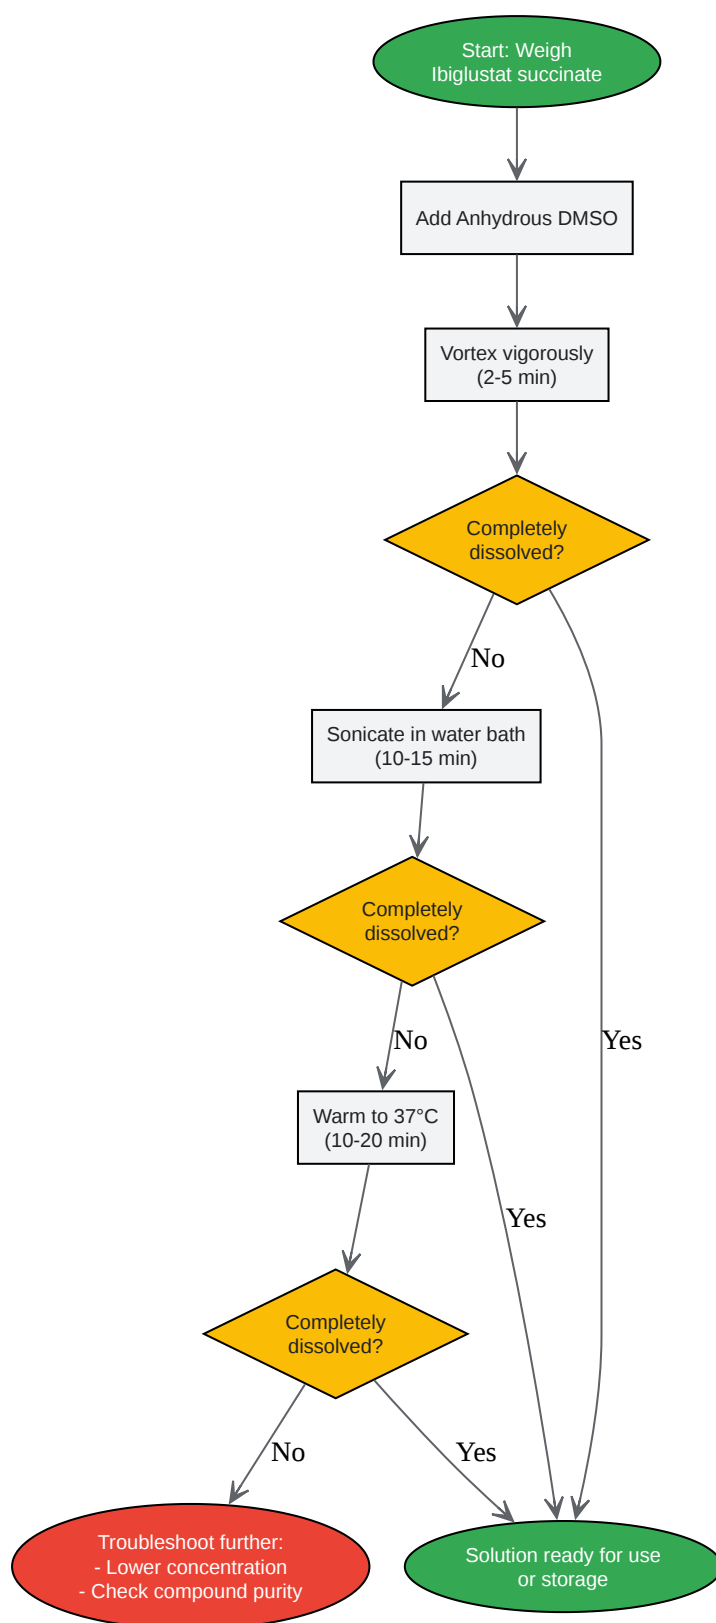 Start: Weigh
Ibiglustat succinate
Add Anhydrous DMSO
Vortex vigorously
(2-5 min)
Completely
dissolved?
No
Sonicate in water bath
(10-15 min)
Completely
dissolved?
No
Yes
Warm to 37°C
(10-20 min)
Yes
Completely
dissolved?
No
Yes
Troubleshoot further:
- Lower concentration
- Check compound purity
Solution ready for use
or storage